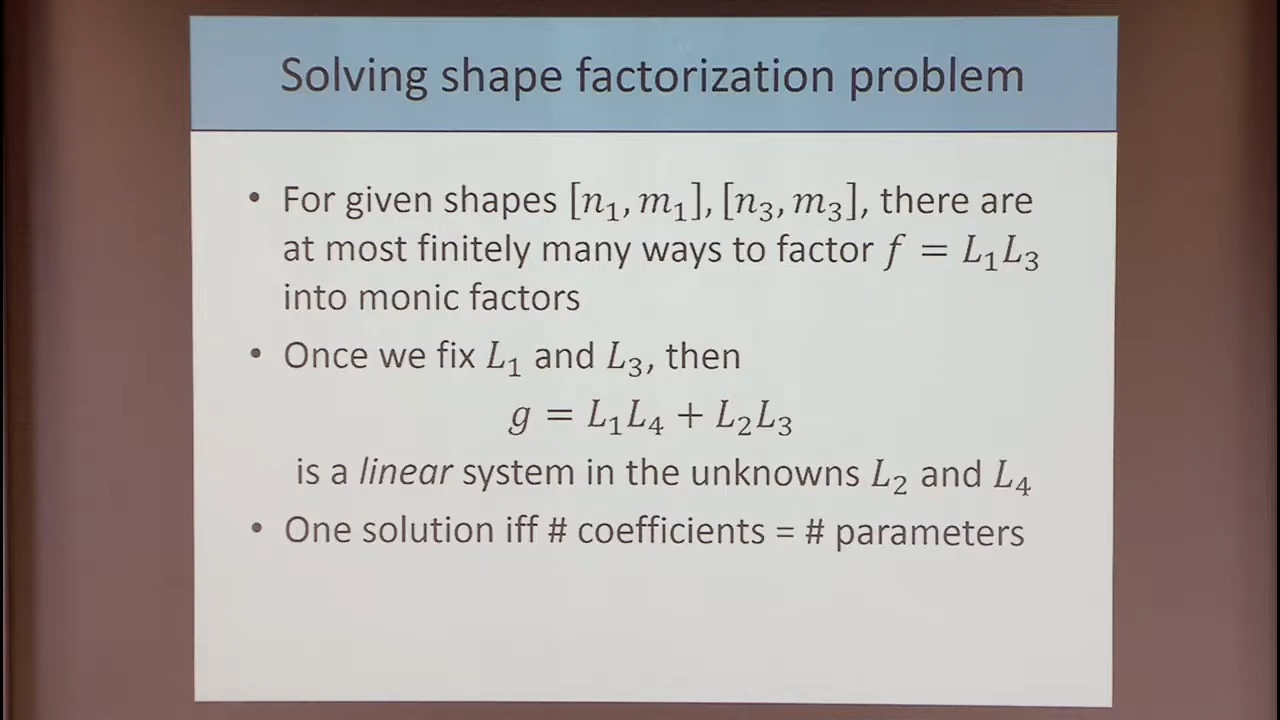 Solving shape factorization problem
• For given shapes [n₁, m₁], [n₃, m₃], there are
at most finitely many ways to factor f = L₁L₃
into monic factors
• Once we fix L₁ and L₃, then
g = L₁L₄ + L₂L₃
is a linear system in the unknowns L₂ and L₄
• One solution iff # coefficients = # parameters